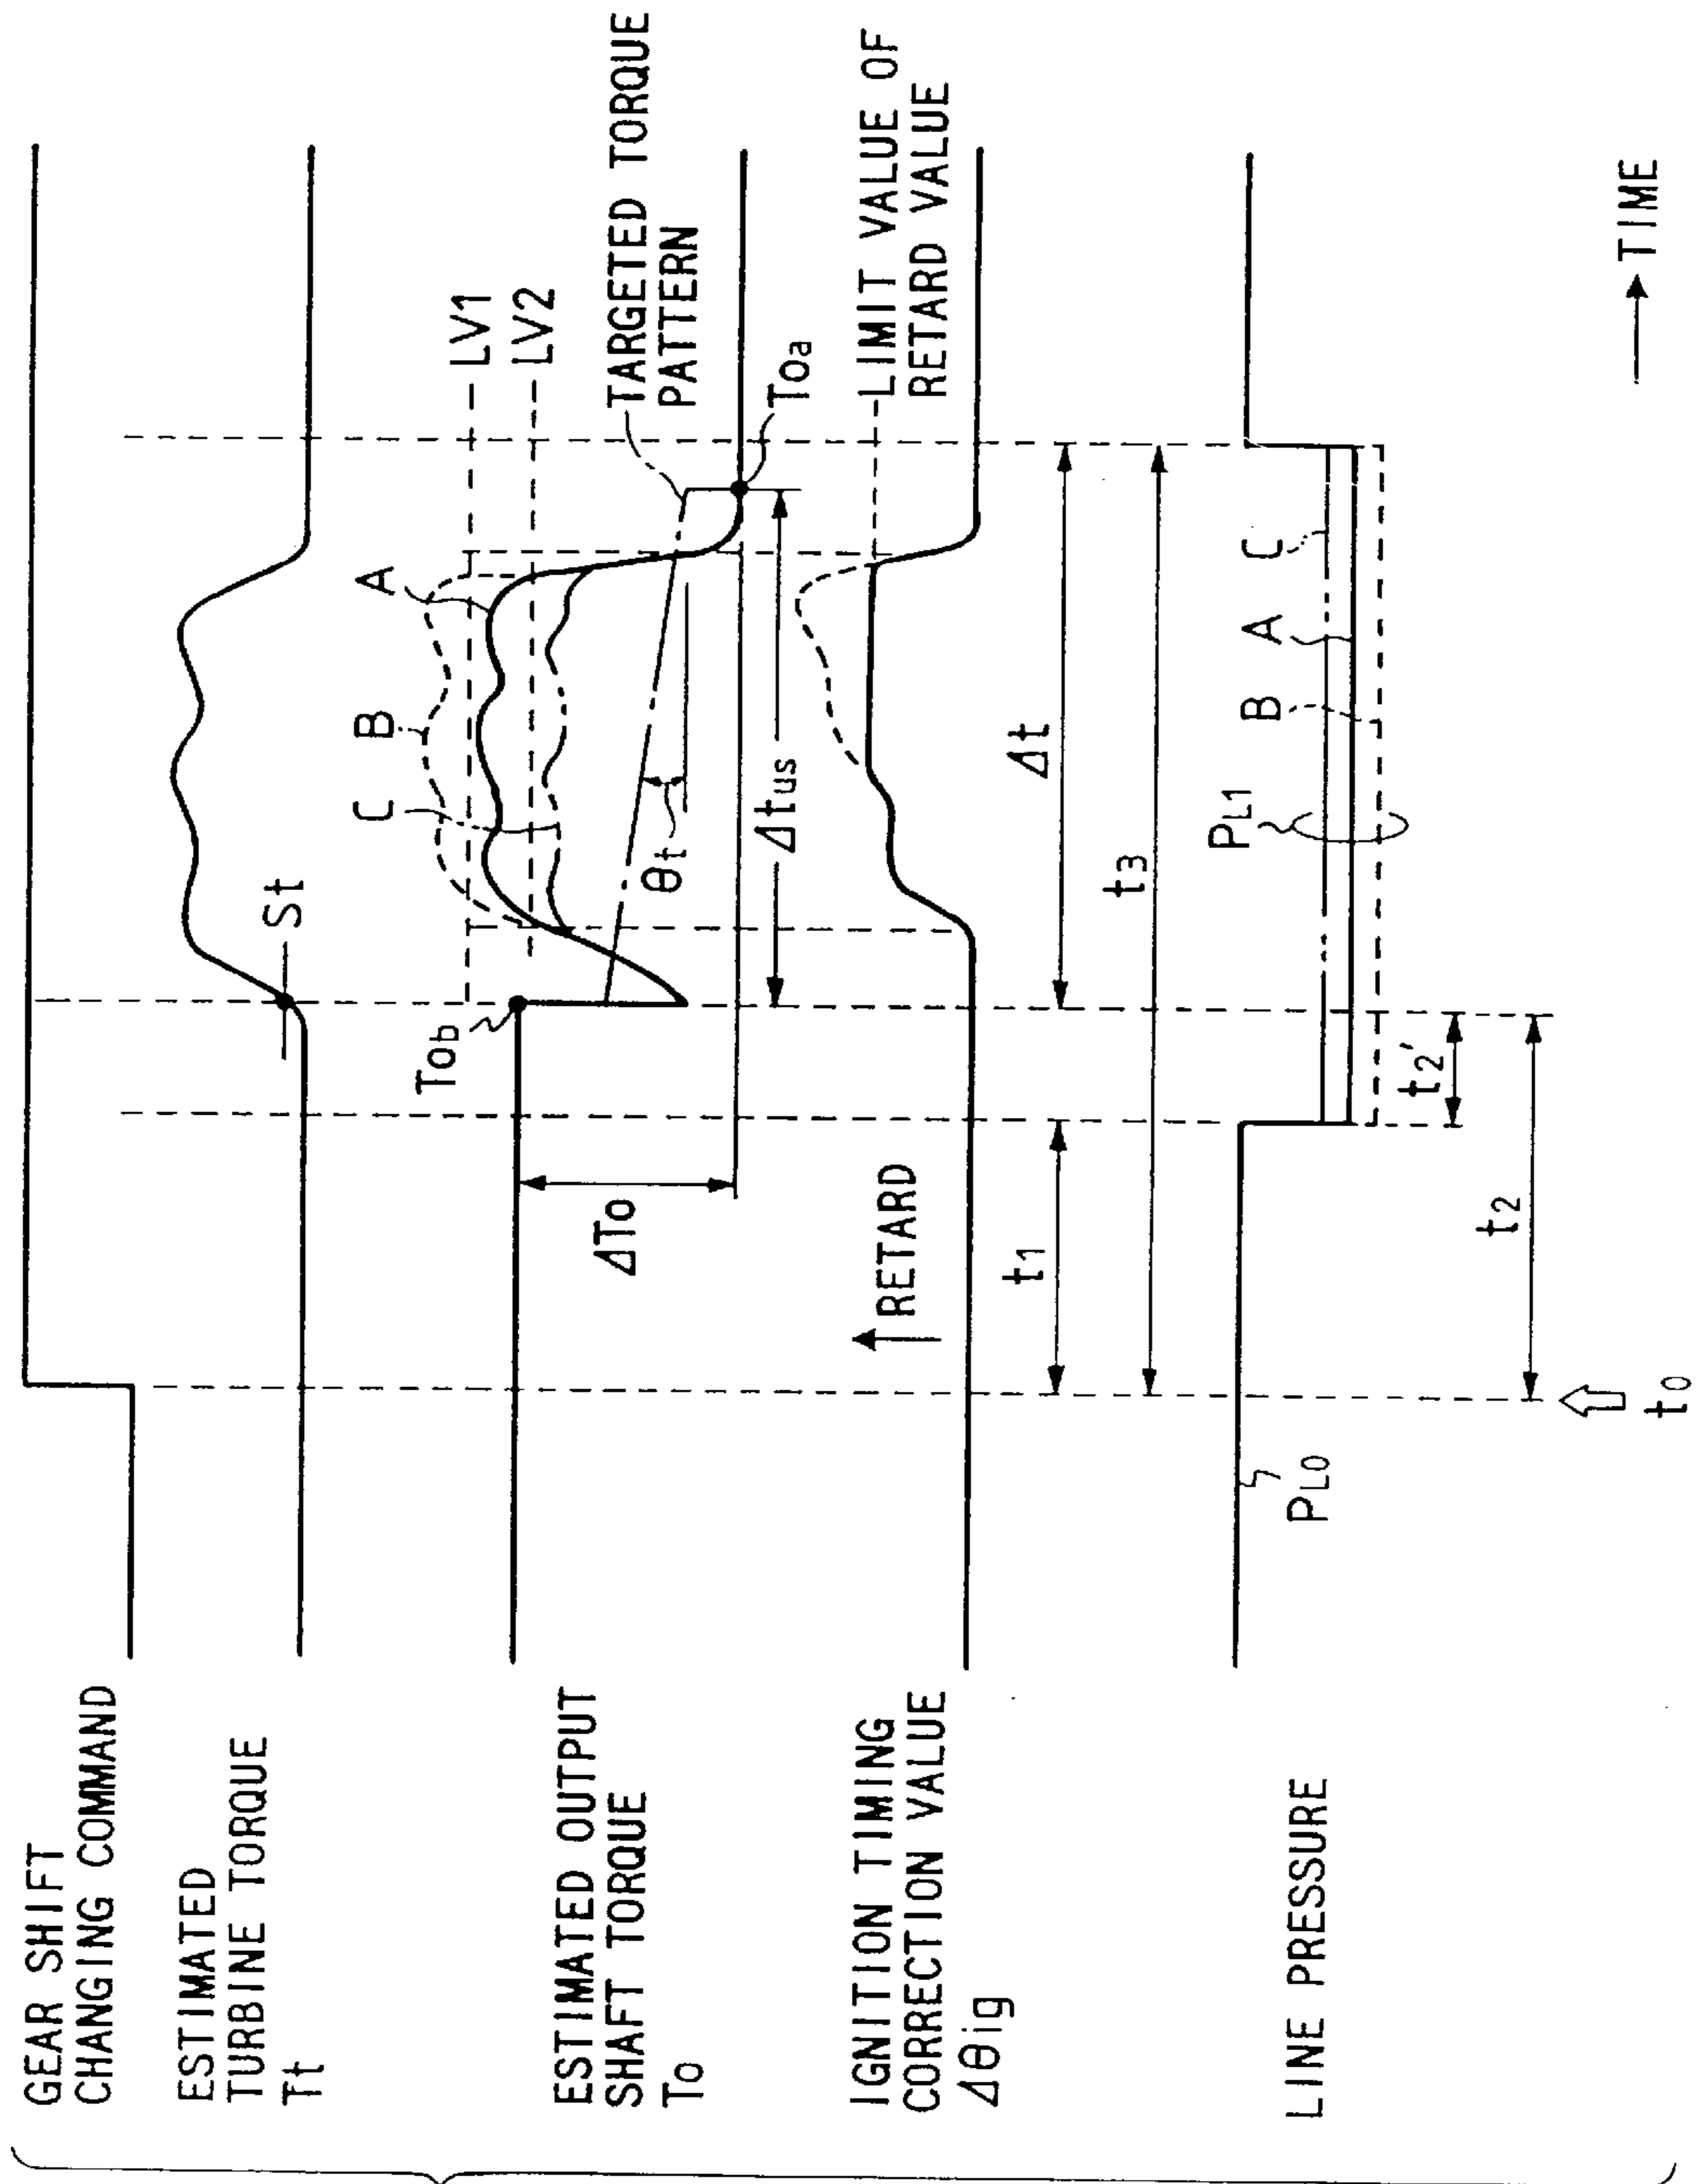 GEAR SHIFT
CHANGING COMMAND
ESTIMATED
TURBINE TORQUE
Tt
St
ESTIMATED OUTPUT
SHAFT TORQUE
To
Tob
ΔTo
C
B
A
LV1
LV2
TARGETED TORQUE
PATTERN
θt
Δtus
Toa
IGNITION TIMING
CORRECTION VALUE
Δθig
RETARD
LIMIT VALUE OF
RETARD VALUE
t1
Δt
t3
LINE PRESSURE
PL0
PL1
B
A
C
t2'
t2
t0
TIME